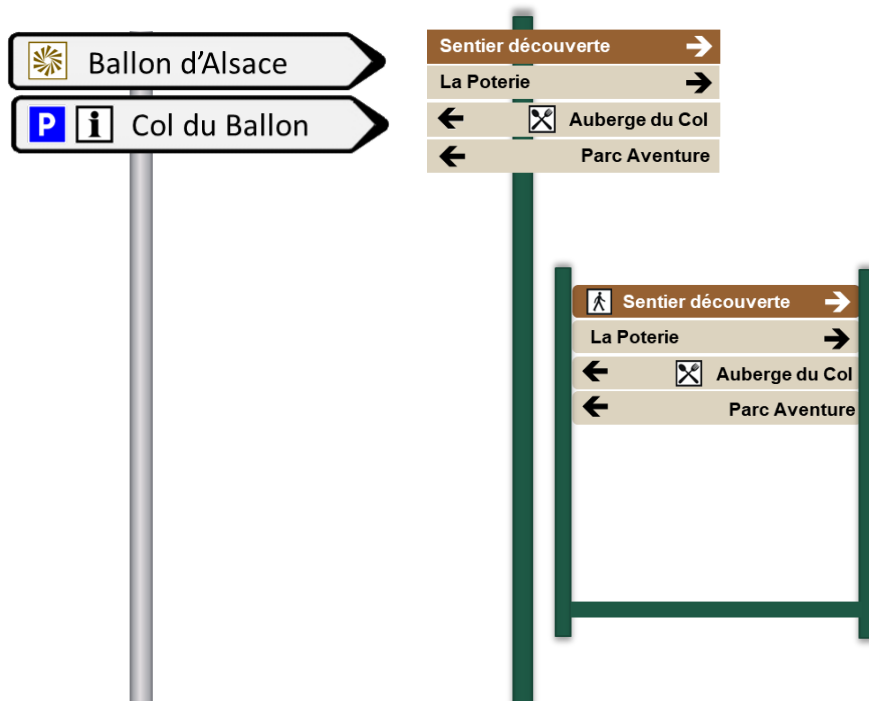 Ballon d'Alsace
P i Col du Ballon
Sentier découverte
La Poterie
Auberge du Col
Parc Aventure
Sentier découverte
La Poterie
Auberge du Col
Parc Aventure